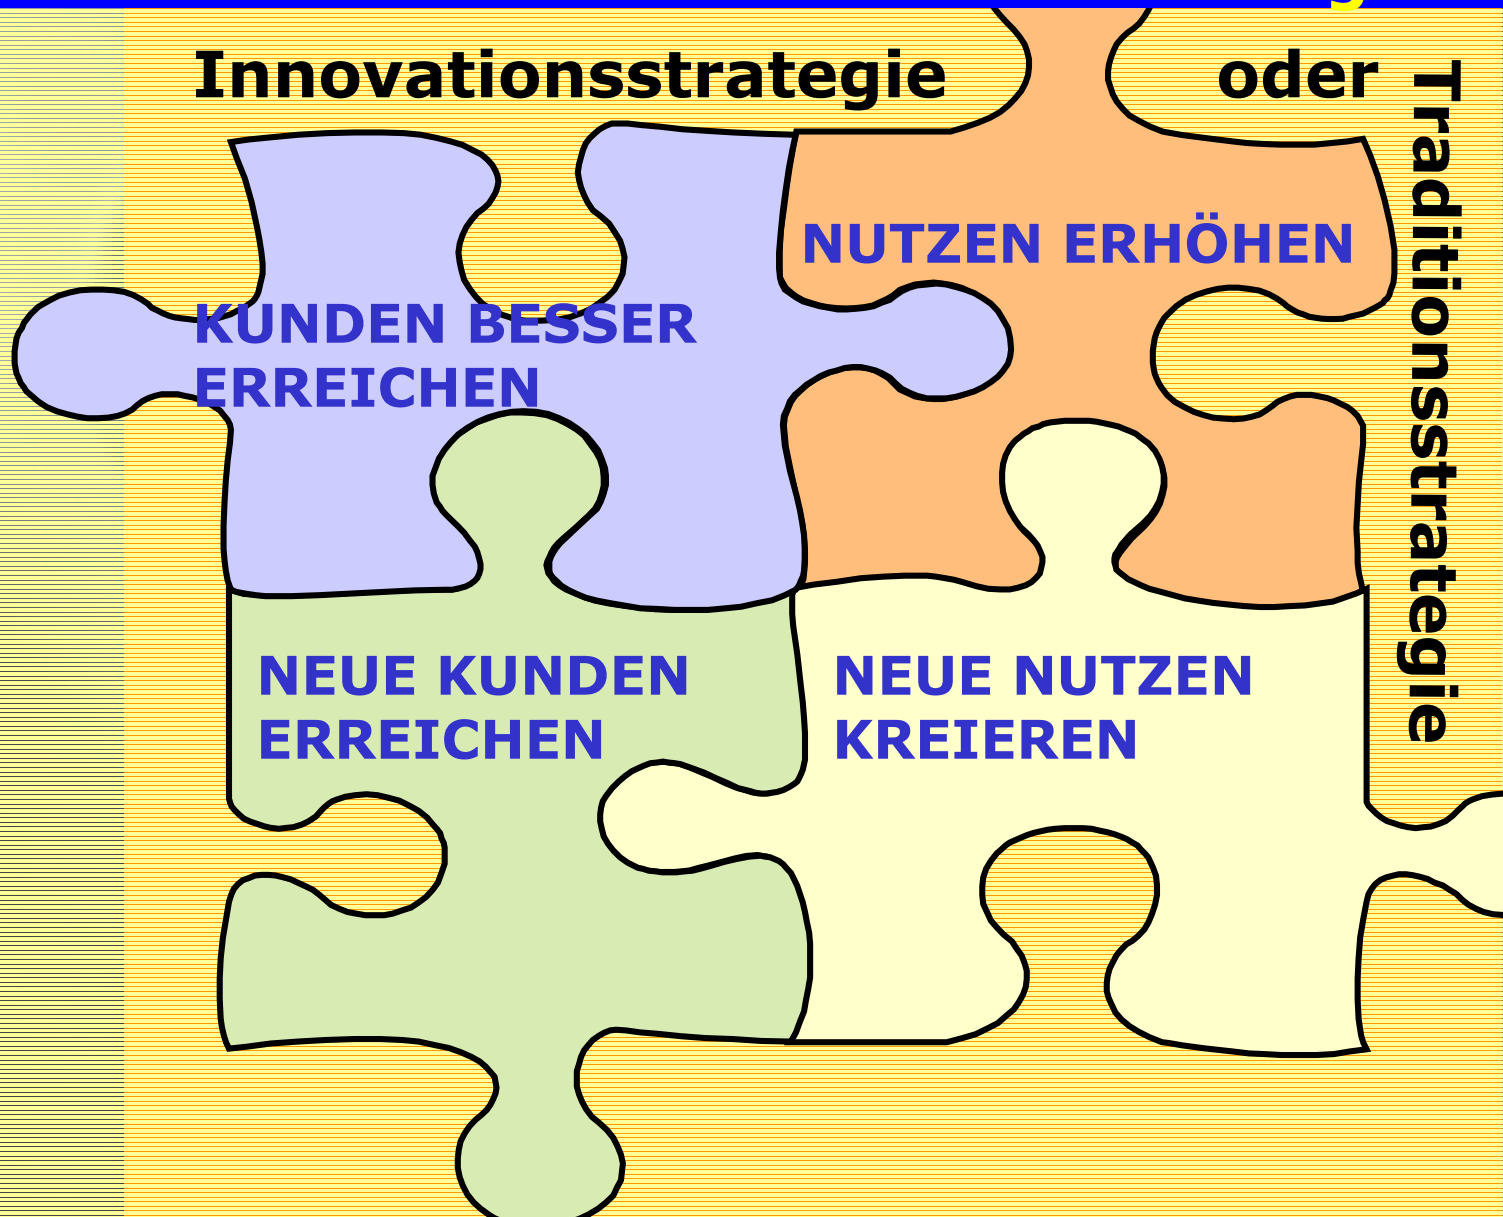 Innovationsstrategie oder
Traditionsstrategie
NUTZEN ERHÖHEN
KUNDEN BESSER
ERREICHEN
NEUE KUNDEN
ERREICHEN
NEUE NUTZEN
KREIEREN